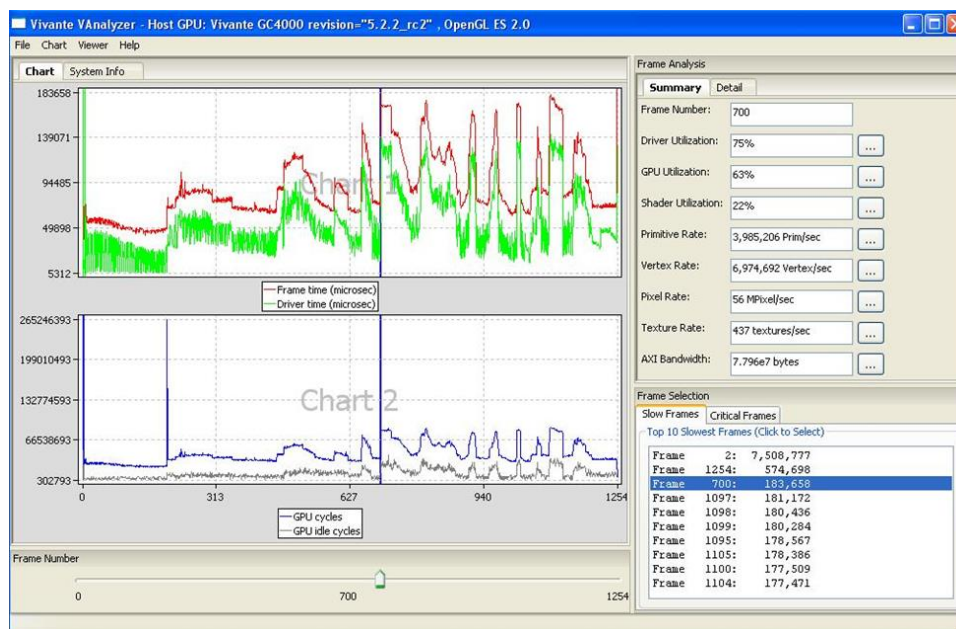 Vivante VAnalyzer - Host GPU: Vivante GC4000 revision="5.2.2_rc2" , OpenGL ES 2.0
File Chart Viewer Help
Chart System Info
183658
139071
94485
49898
5312
Chart 1
Frame time (microsec)
Driver time (microsec)
265246393
199010493
132774593
66538693
302793
Chart 2
0 313 627 940 1254
GPU cycles
GPU idle cycles
Frame Number
0 700 1254
Frame Analysis
Summary Detail
Frame Number: 700
Driver Utilization: 75% ...
GPU Utilization: 63% ...
Shader Utilization: 22% ...
Primitive Rate: 3,985,206 Prim/sec ...
Vertex Rate: 6,974,692 Vertex/sec ...
Pixel Rate: 56 MPixel/sec ...
Texture Rate: 437 textures/sec ...
AXI Bandwidth: 7.796e7 bytes ...
Frame Selection
Slow Frames Critical Frames
Top 10 Slowest Frames (Click to Select)
Frame 2: 7,508,777
Frame 1254: 574,698
Frame 700: 183,658
Frame 1097: 181,172
Frame 1098: 180,436
Frame 1099: 180,284
Frame 1095: 178,567
Frame 1105: 178,386
Frame 1100: 177,509
Frame 1104: 177,471